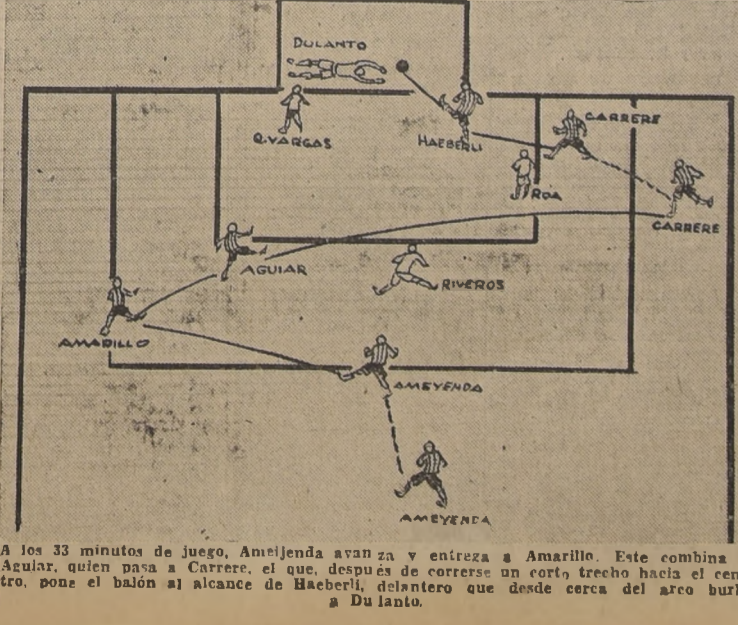 DULANTO
Q. VARGAS
HAEBERLI
CARRERE
ROA
CARRERE
AGUIAR
RIVEROS
AMARILLO
AMEYENDA
AMEYENDA
A los 33 minutos de juego, Ameijenda avanza y entrega a Amarillo. Este combina
Aguiar, quien pasa a Carrere, el que, después de correrse un corto trecho hacia el cen
tro, pone el balón al alcance de Haeberli, delantero que desde cerca del arco burl
a Dulanto.